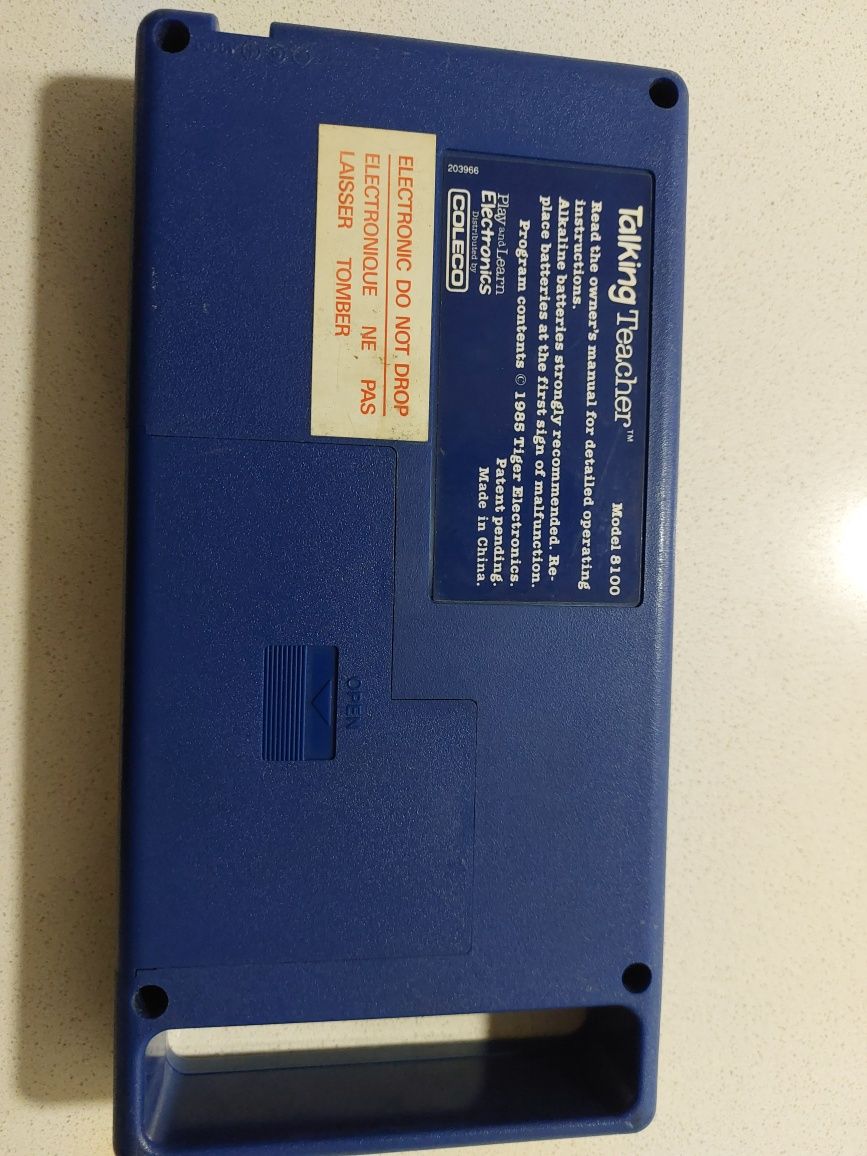 Talking Teacher™ Model 8100
Read the owner's manual for detailed operating
instructions.
Alkaline batteries strongly recommended. Re-
place batteries at the first sign of malfunction.
Program contents © 1985 Tiger Electronics.
Patent pending.
Made in China.
Play and Learn
Electronics
Distributed by
COLECO
203966
ELECTRONIC DO NOT DROP
ELECTRONIQUE NE PAS
LAISSER TOMBER
OPEN